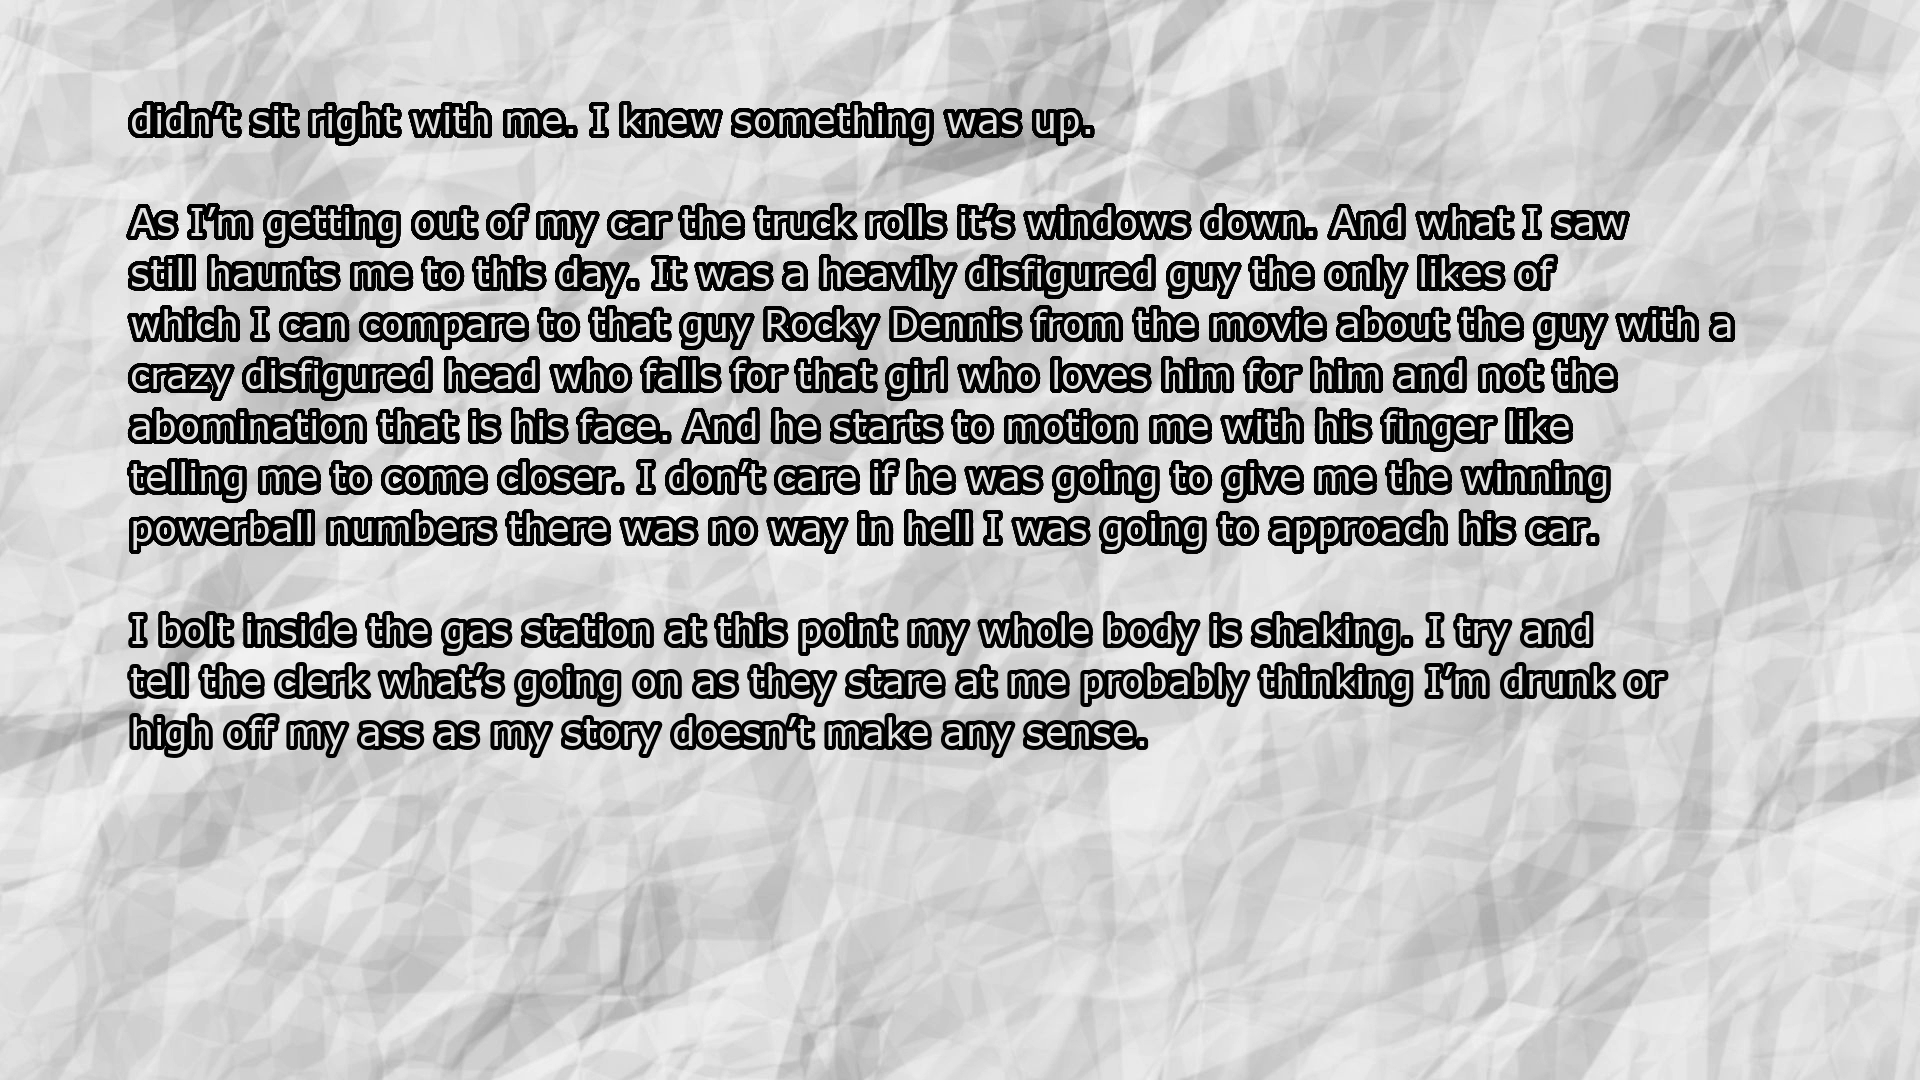 didn’t sit right with me. I knew something was up.
As I’m getting out of my car the truck rolls it’s windows down. And what I saw
still haunts me to this day. It was a heavily disfigured guy the only likes of
which I can compare to that guy Rocky Dennis from the movie about the guy with a
crazy disfigured head who falls for that girl who loves him for him and not the
abomination that is his face. And he starts to motion me with his finger like
telling me to come closer. I don’t care if he was going to give me the winning
powerball numbers there was no way in hell I was going to approach his car.
I bolt inside the gas station at this point my whole body is shaking. I try and
tell the clerk what’s going on as they stare at me probably thinking I’m drunk or
high off my ass as my story doesn’t make any sense.